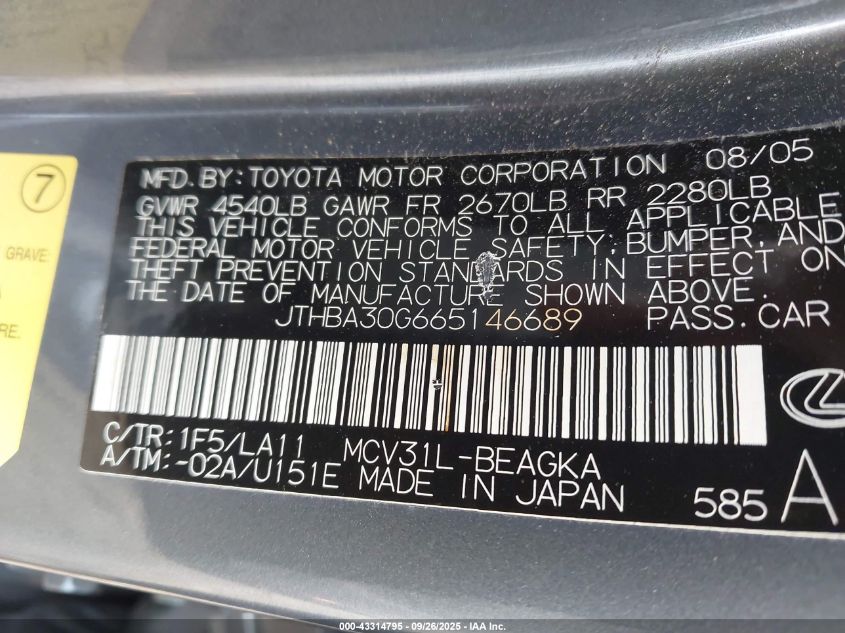 7
GRAVE
MFD.BY:TOYOTA MOTOR CORPORATION 08/05
GVWR 4540LB GAWR FR 2670LB RR 2280LB
THIS VEHICLE CONFORMS TO ALL APPLICABLE
FEDERAL MOTOR VEHICLE SAFETY, BUMPER, AND
THEFT PREVENTION STANDARDS IN EFFECT ON
THE DATE OF MANUFACTURE SHOWN ABOVE.
JTHBA30G665146689 PASS.CAR
C/TR:1F5/LA11 MCV31L-BEAGKA
A/TM:-02A/U151E MADE IN JAPAN
585 A
000-43314795 - 09/26/2025 - IAA Inc.